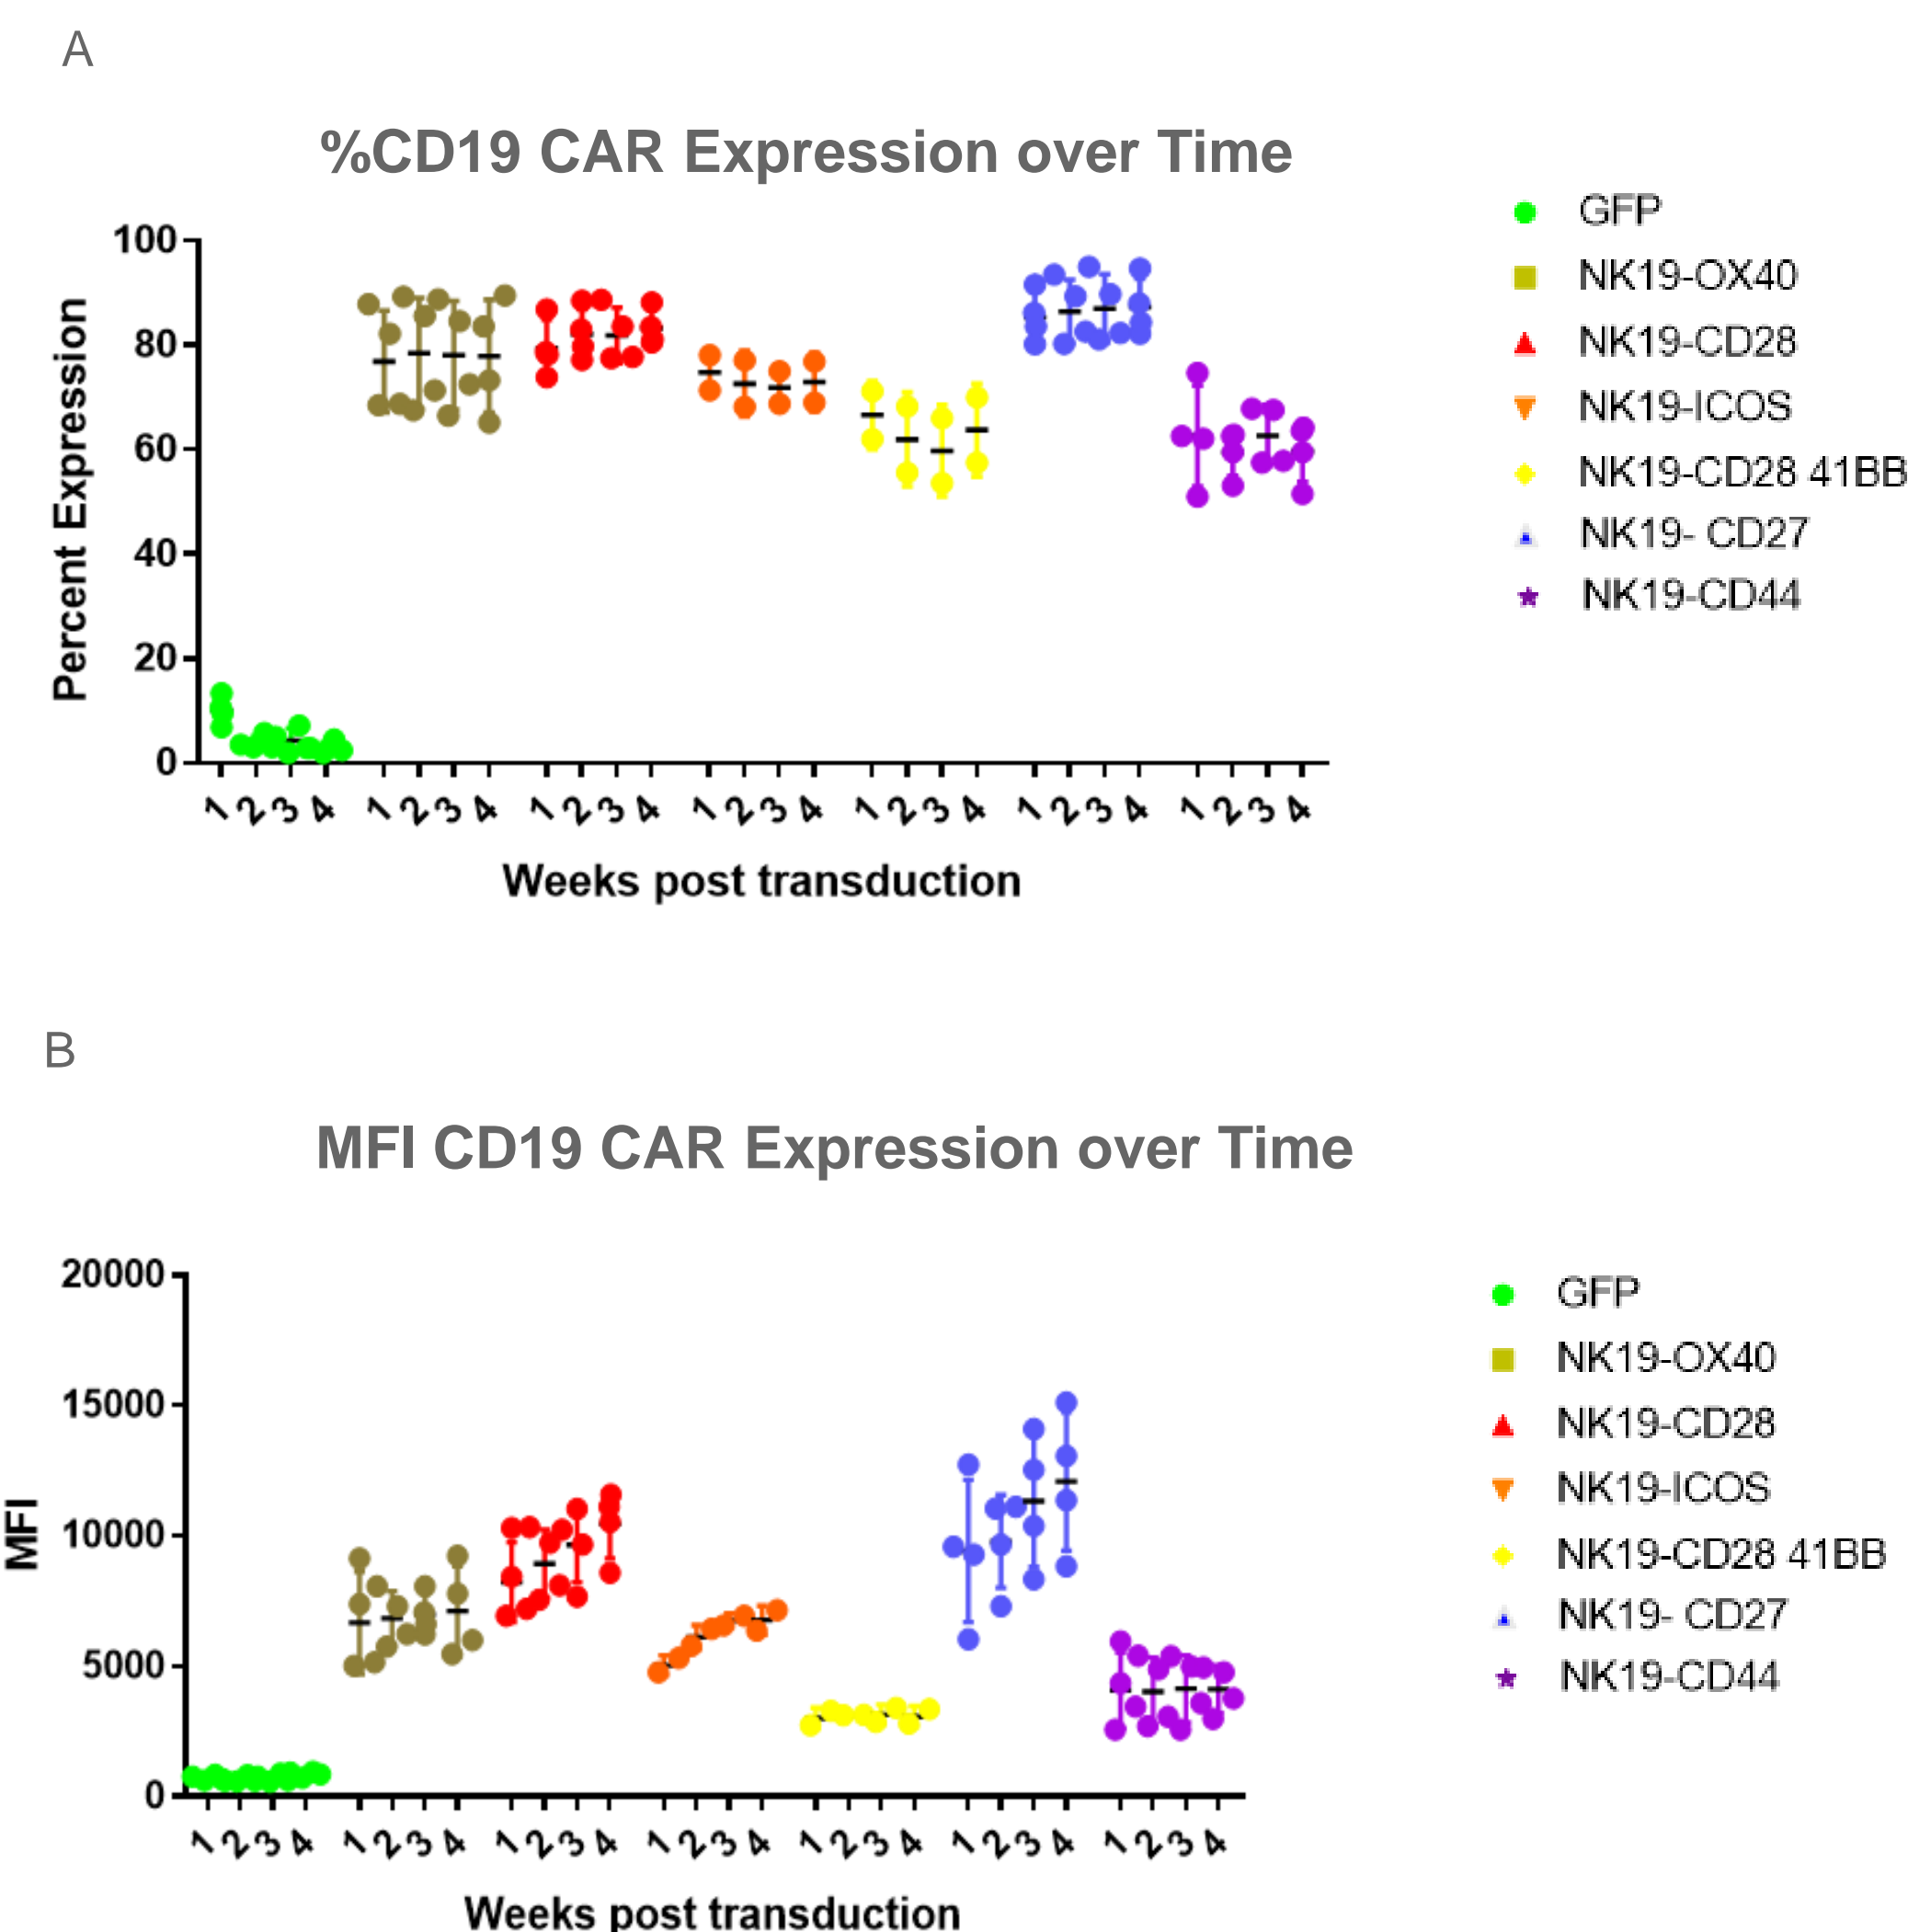 A
%CD19 CAR Expression over Time
Percent Expression
100
80
60
40
20
0
1 2 3 4 1 2 3 4 1 2 3 4 1 2 3 4 1 2 3 4 1 2 3 4 1 2 3 4
Weeks post transduction
GFP
NK19-OX40
NK19-CD28
NK19-ICOS
NK19-CD28 41BB
NK19- CD27
NK19-CD44
B
MFI CD19 CAR Expression over Time
MFI
20000
15000
10000
5000
0
1 2 3 4 1 2 3 4 1 2 3 4 1 2 3 4 1 2 3 4 1 2 3 4 1 2 3 4
Weeks post transduction
GFP
NK19-OX40
NK19-CD28
NK19-ICOS
NK19-CD28 41BB
NK19- CD27
NK19-CD44